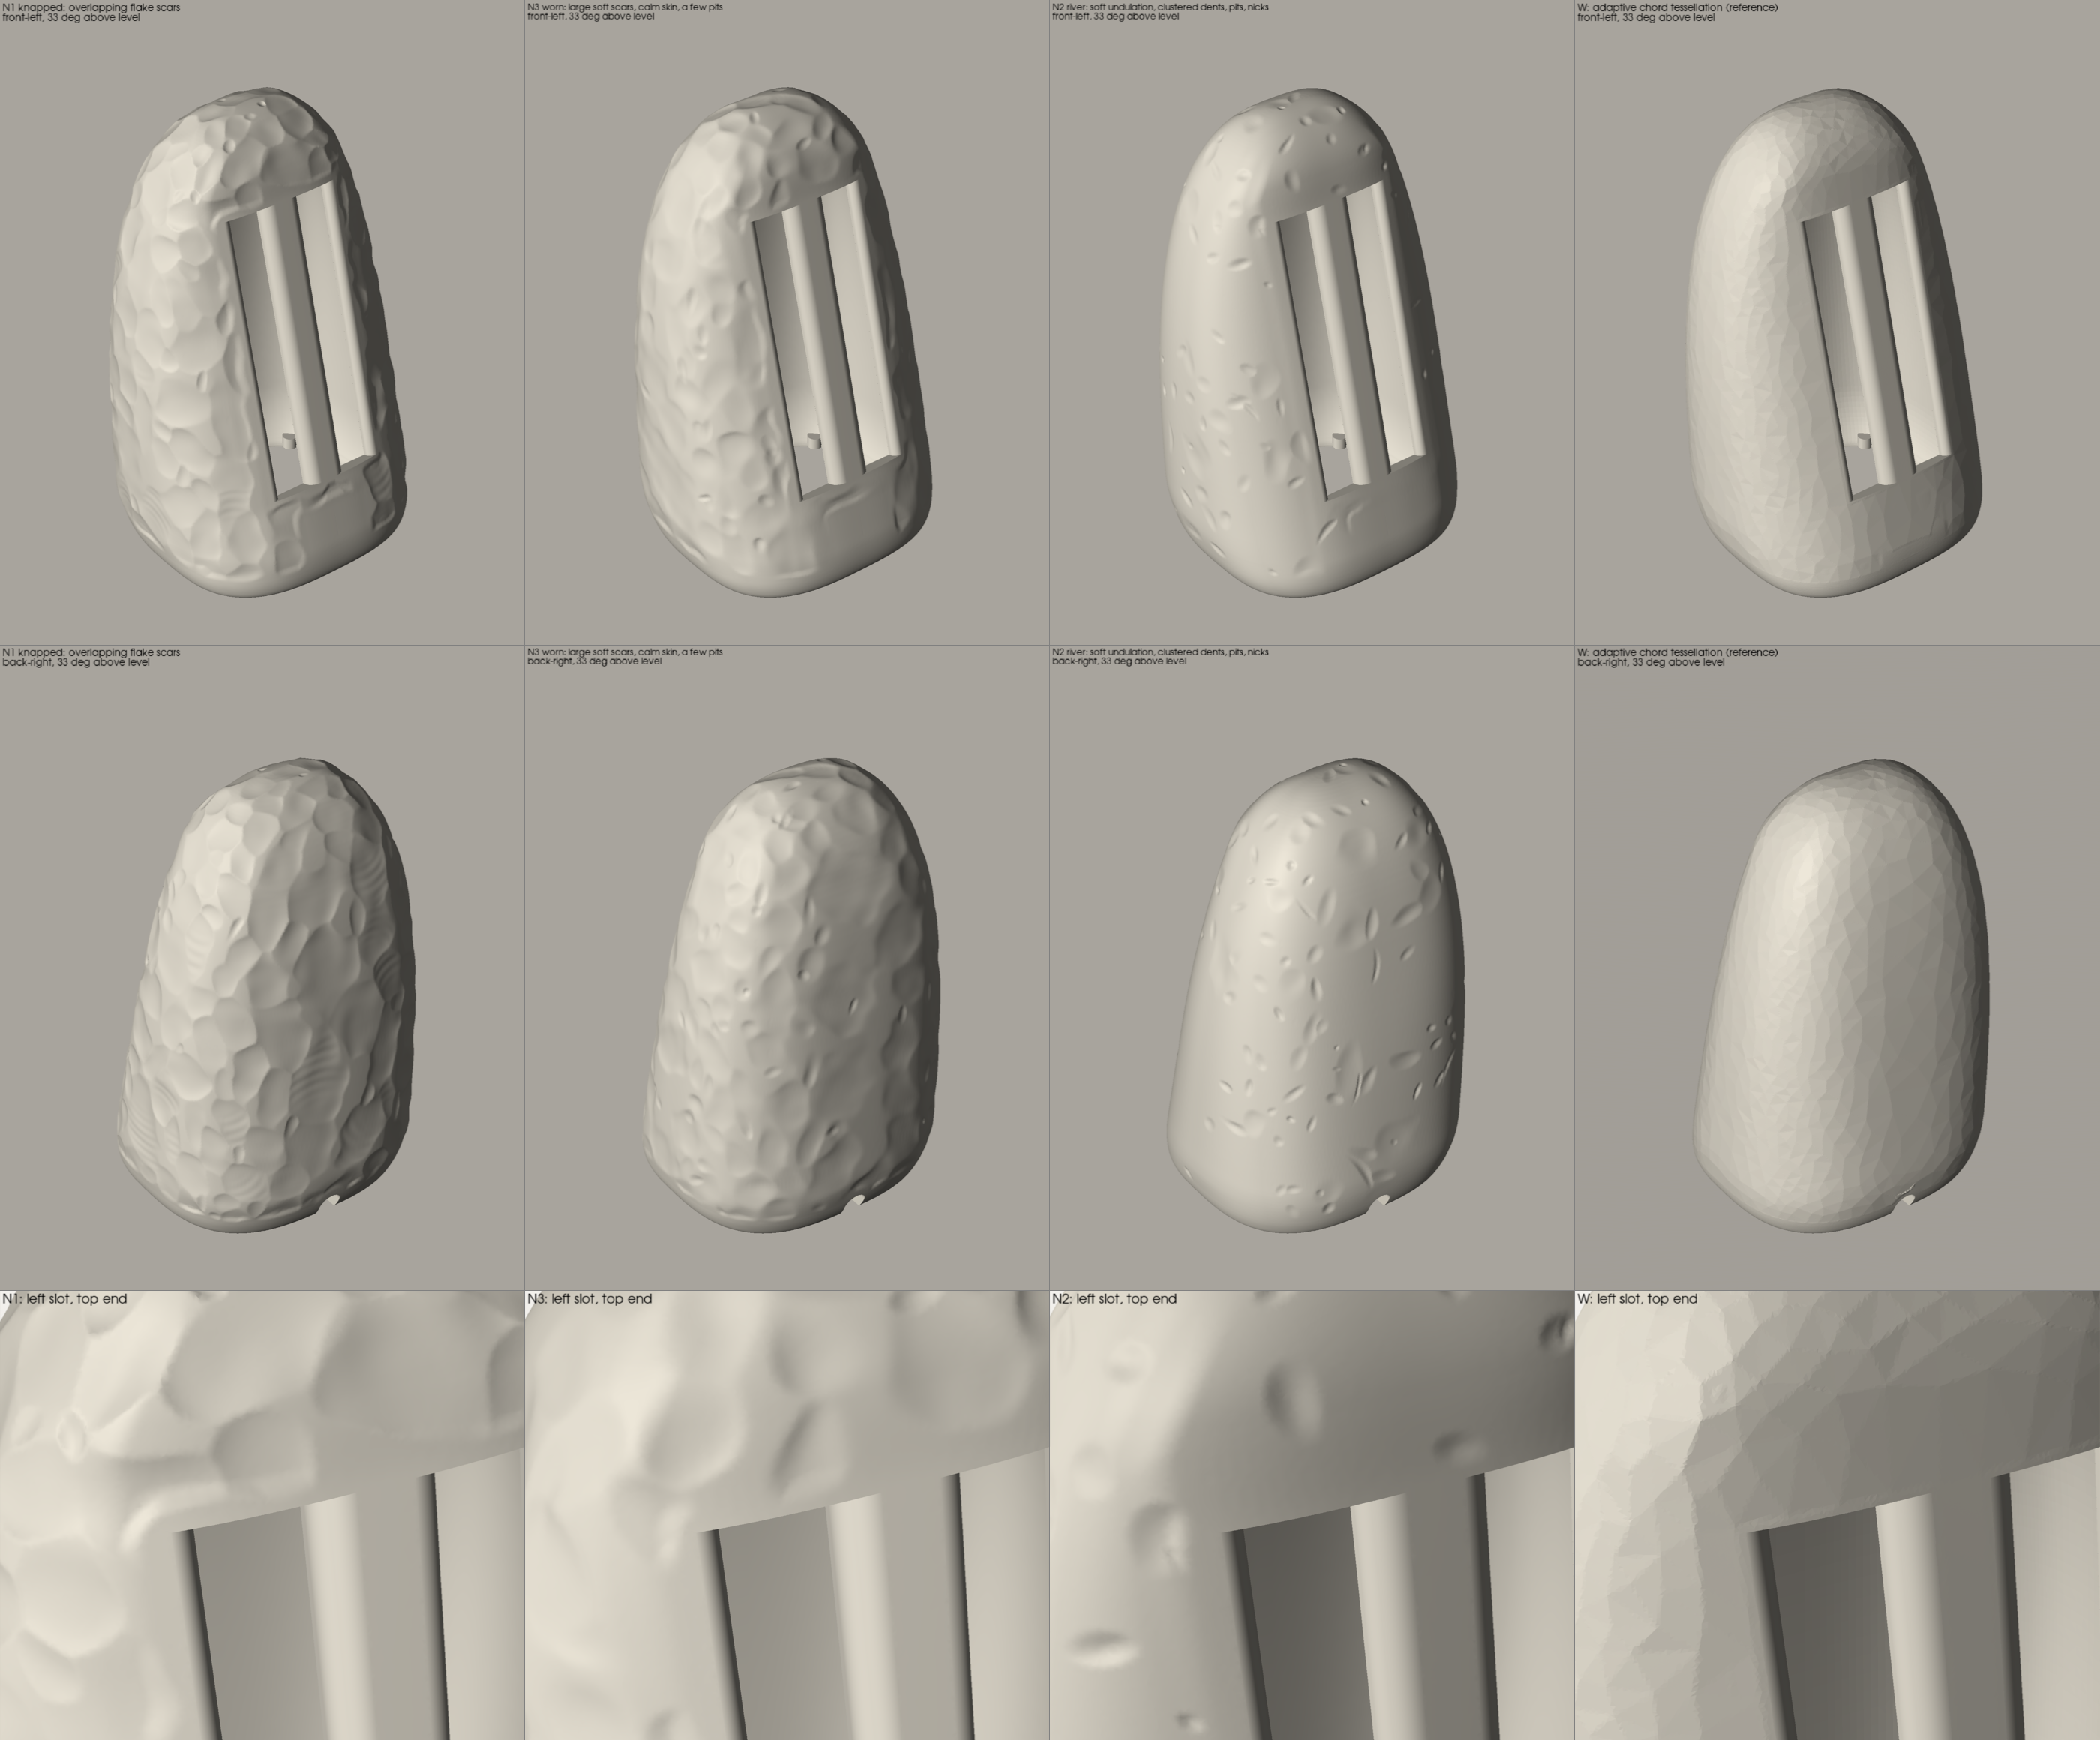 N1 knapped: overlapping flake scars
front-left, 33 deg above level
N3 worn: large soft scars, calm skin, a few pits
front-left, 33 deg above level
N2 river: soft undulation, clustered dents, pits, nicks
front-left, 33 deg above level
W: adaptive chord tessellation (reference)
front-left, 33 deg above level
N1 knapped: overlapping flake scars
back-right, 33 deg above level
N3 worn: large soft scars, calm skin, a few pits
back-right, 33 deg above level
N2 river: soft undulation, clustered dents, pits, nicks
back-right, 33 deg above level
W: adaptive chord tessellation (reference)
back-right, 33 deg above level
N1: left slot, top end
N3: left slot, top end
N2: left slot, top end
W: left slot, top end